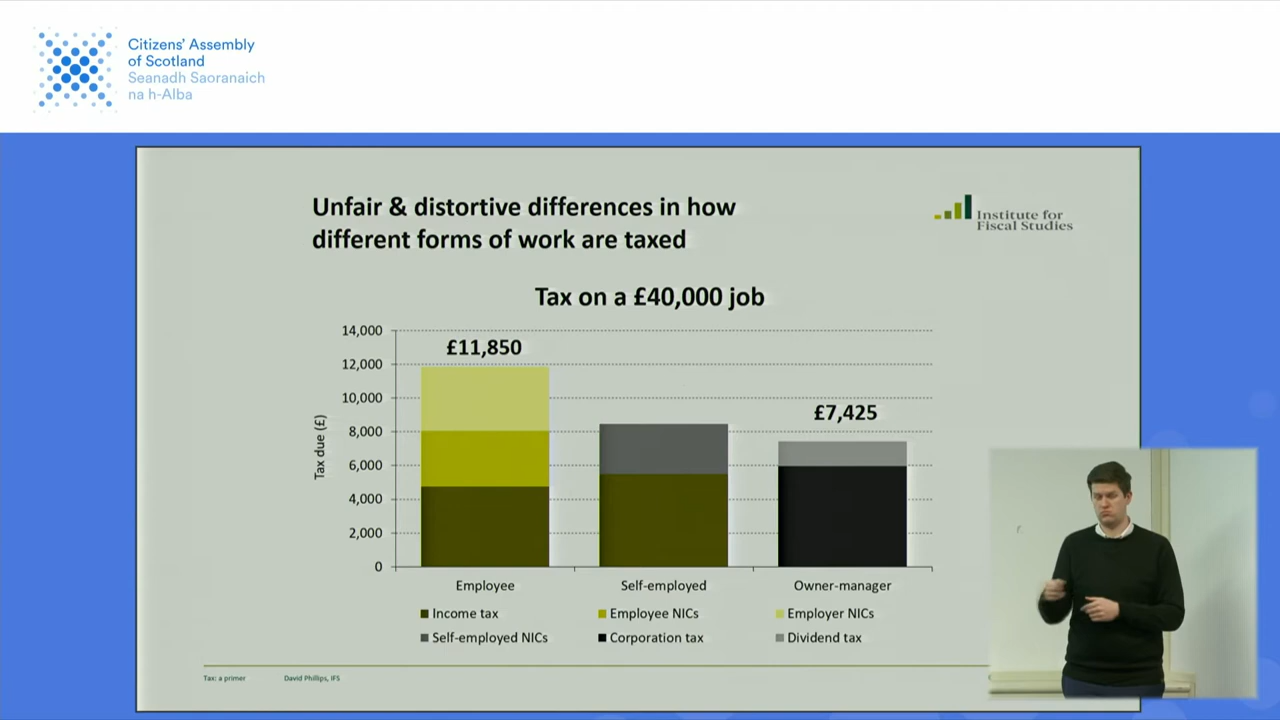 Citizens' Assembly
of Scotland
Seanadh Saoranaich
na h-Alba
Unfair & distortive differences in how
different forms of work are taxed
Institute for
Fiscal Studies
Tax on a £40,000 job
14,000
12,000
10,000
8,000
6,000
4,000
2,000
0
Tax due (£)
£11,850
£7,425
Employee
Self-employed
Owner-manager
Income tax
Employee NICs
Employer NICs
Self-employed NICs
Corporation tax
Dividend tax
Tax: a primer
David Phillips, IFS